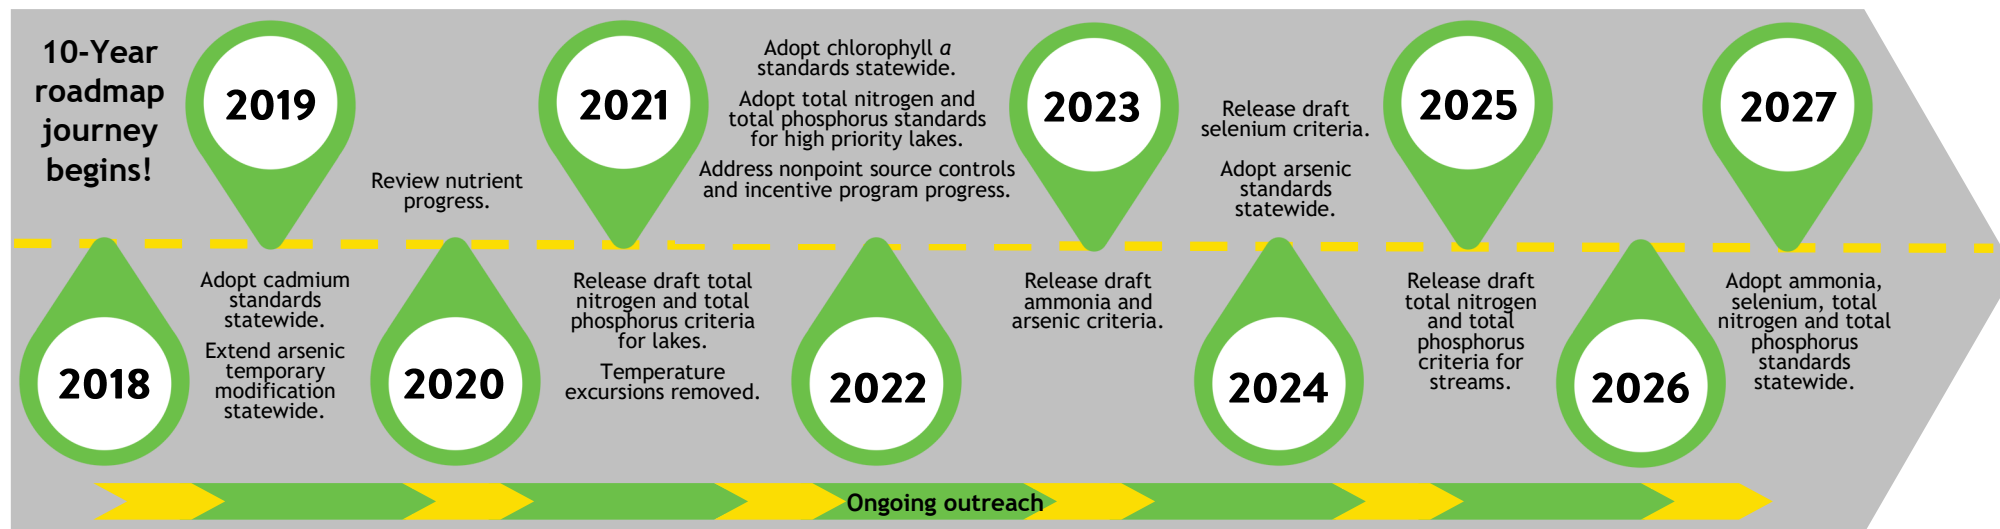 10-Year
roadmap
journey
begins!
2018
2019
Adopt cadmium
standards
statewide.
Extend arsenic
temporary
modification
statewide.
Review nutrient
progress.
2020
2021
Release draft total
nitrogen and total
phosphorus criteria
for lakes.
Temperature
excursions removed.
Adopt chlorophyll a
standards statewide.
Adopt total nitrogen and
total phosphorus standards
for high priority lakes.
Address nonpoint source controls
and incentive program progress.
2022
2023
Release draft
ammonia and
arsenic criteria.
Release draft
selenium criteria.
Adopt arsenic
standards
statewide.
2024
2025
Release draft
total nitrogen
and total
phosphorus
criteria for
streams.
2026
2027
Adopt ammonia,
selenium, total
nitrogen and total
phosphorus
standards
statewide.
Ongoing outreach